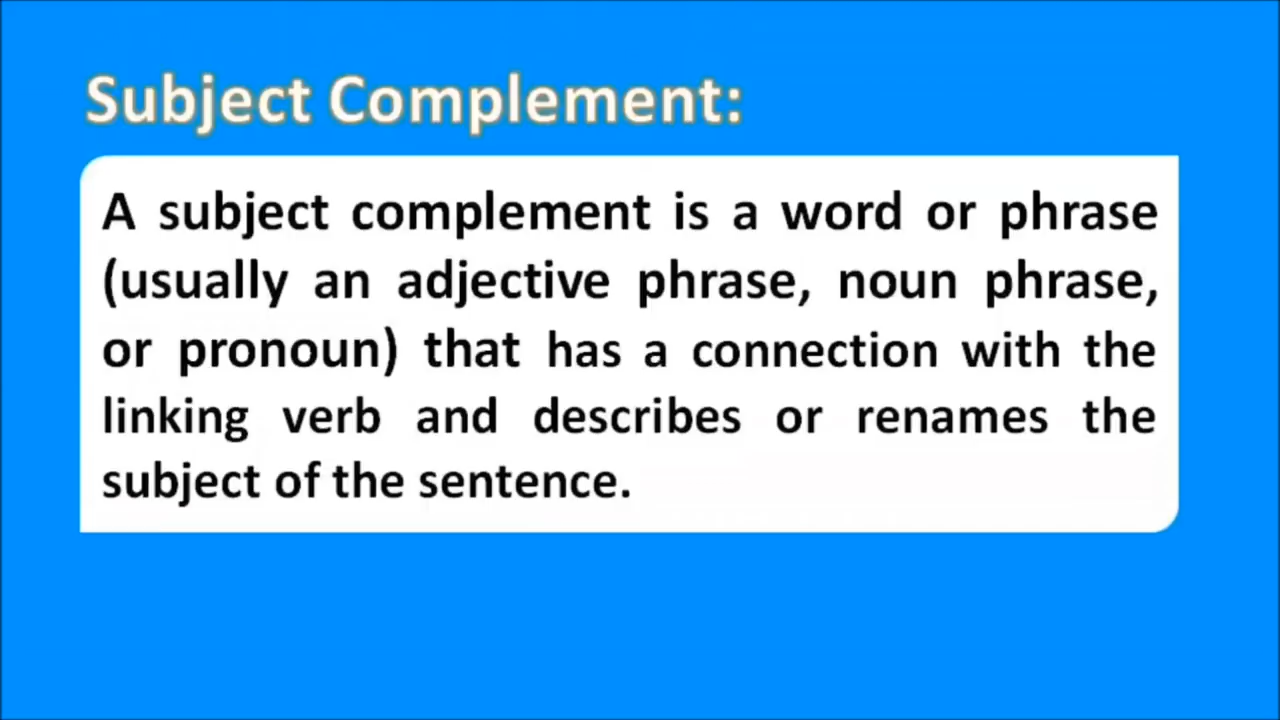 Subject Complement:
A subject complement is a word or phrase
(usually an adjective phrase, noun phrase,
or pronoun) that has a connection with the
linking verb and describes or renames the
subject of the sentence.